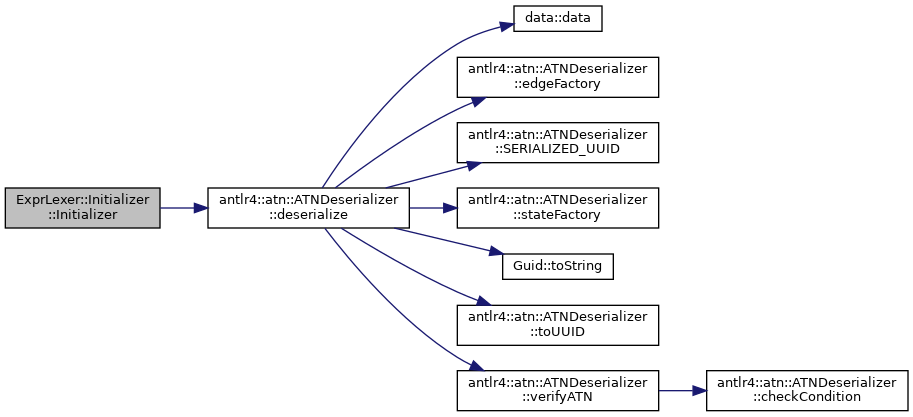 data::data
antlr4::atn::ATNDeserializer
::edgeFactory
antlr4::atn::ATNDeserializer
::SERIALIZED_UUID
ExprLexer::Initializer
::Initializer
antlr4::atn::ATNDeserializer
::deserialize
antlr4::atn::ATNDeserializer
::stateFactory
Guid::toString
antlr4::atn::ATNDeserializer
::toUUID
antlr4::atn::ATNDeserializer
::verifyATN
antlr4::atn::ATNDeserializer
::checkCondition